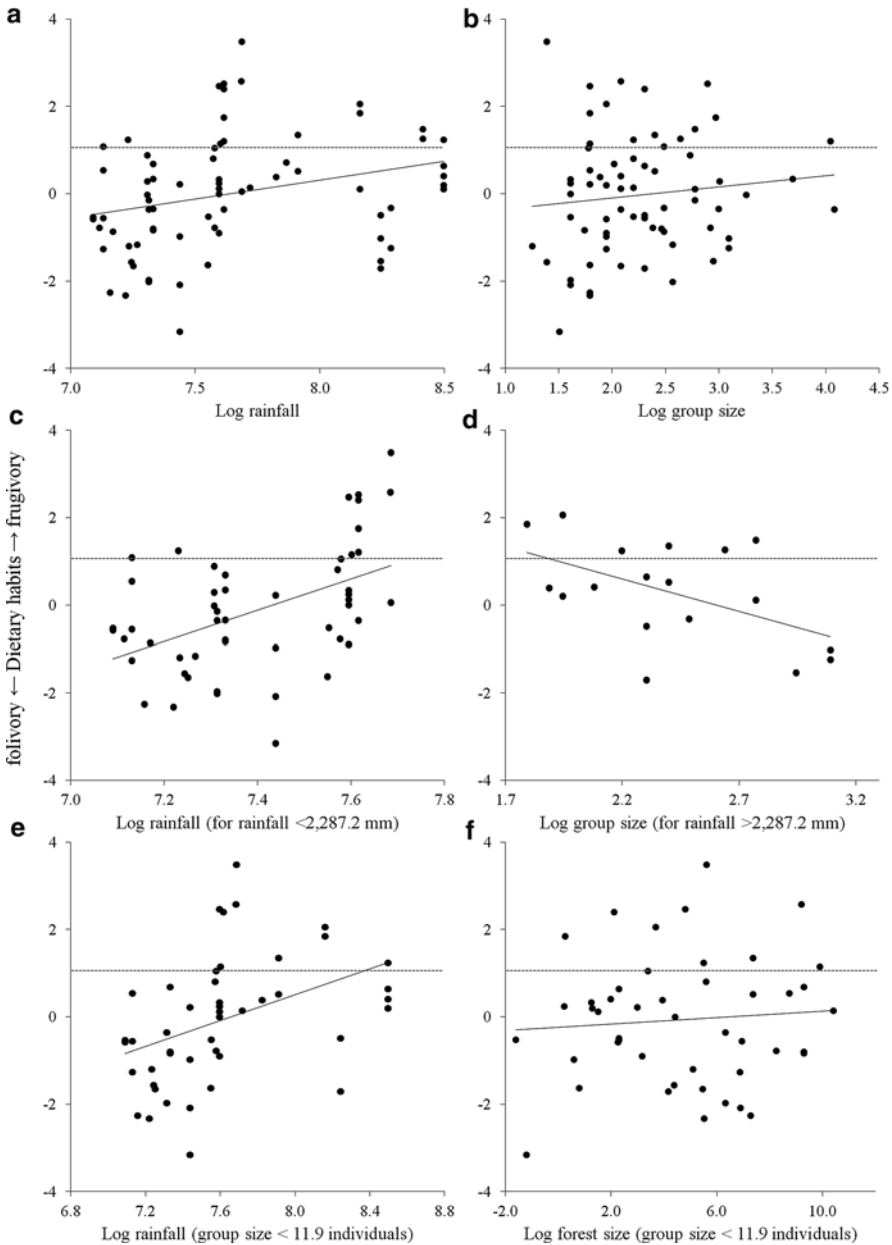 a
b
4
2
0
-2
-4
7.0 7.5 8.0 8.5
Log rainfall
4
2
0
-2
-4
1.0 1.5 2.0 2.5 3.0 3.5 4.0 4.5
Log group size
folivory ← Dietary habits → frugivory
c
d
4
2
0
-2
-4
7.0 7.2 7.4 7.6 7.8
Log rainfall (for rainfall <2,287.2 mm)
4
2
0
-2
-4
1.7 2.2 2.7 3.2
Log group size (for rainfall >2,287.2 mm)
e
f
4
2
0
-2
-4
6.8 7.2 7.6 8.0 8.4 8.8
Log rainfall (group size < 11.9 individuals)
4
2
0
-2
-4
-2.0 2.0 6.0 10.0
Log forest size (group size < 11.9 individuals)